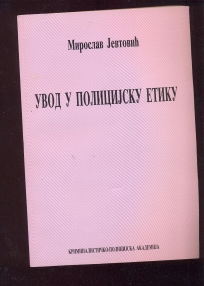 Мирослав Јевтовић
УВОД У ПОЛИЦИЈСКУ ЕТИКУ
КРИМИНАЛИСТИЧКО-ПОЛИЦИЈСКА АКАДЕМИЈА